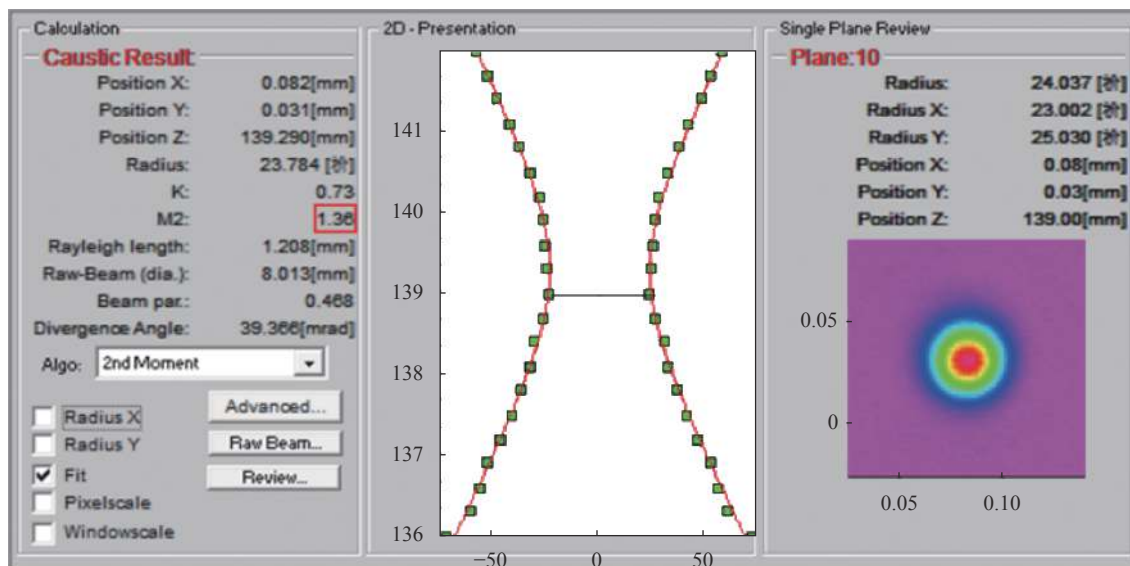 Calculation
Caustic Result:
Position X: 0.082[mm]
Position Y: 0.031[mm]
Position Z: 139.290[mm]
Radius: 23.784 [祄]
K: 0.73
M2: 1.36
Rayleigh length: 1.208[mm]
Raw-Beam (dia.): 8.013[mm]
Beam par.: 0.468
Divergence Angle: 39.366[mrad]
Algo: 2nd Moment
Radius X
Radius Y
Fit
Pixelscale
Windowscale
Advanced...
Raw Beam...
Review...
2D - Presentation
141
140
139
138
137
136
−50 0 50
Single Plane Review
Plane:10
Radius: 24.037 [祄]
Radius X: 23.002 [祄]
Radius Y: 25.030 [祄]
Position X: 0.08[mm]
Position Y: 0.03[mm]
Position Z: 139.00[mm]
0.05
0
0.05 0.10